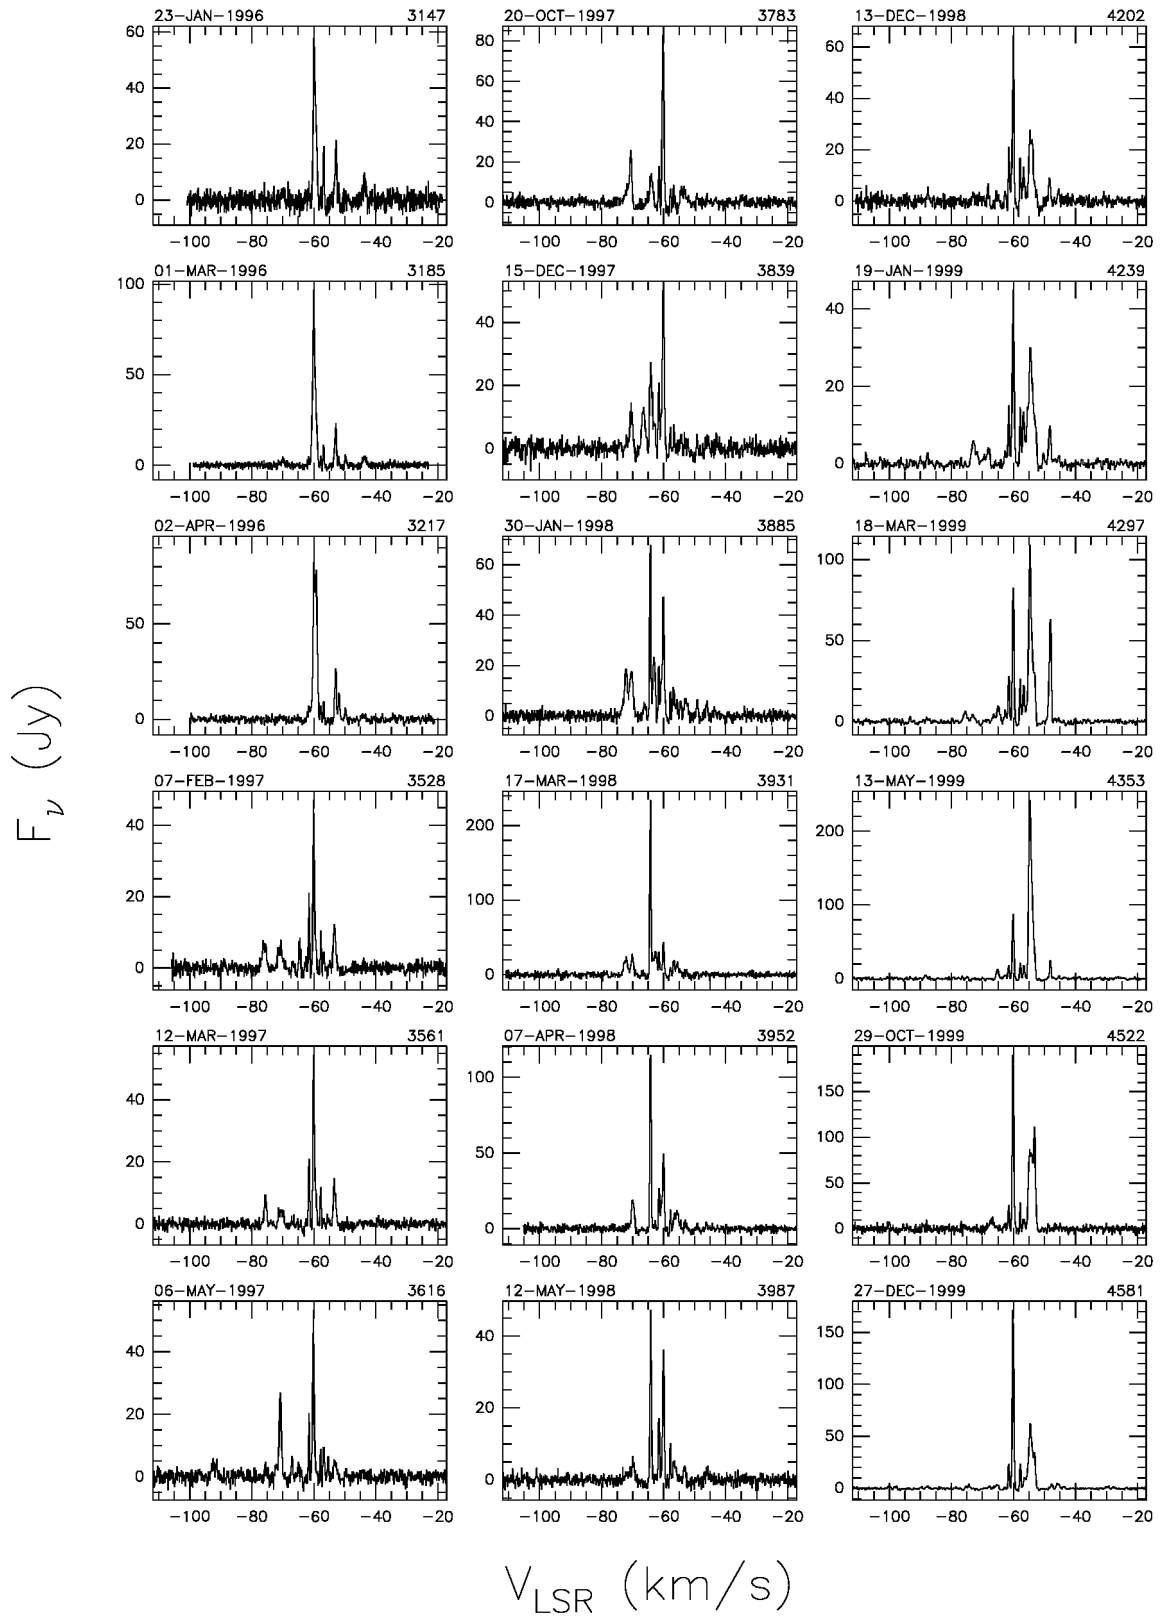 23-JAN-1996 3147
60
40
20
0
-100 -80 -60 -40 -20
20-OCT-1997 3783
80
60
40
20
0
-100 -80 -60 -40 -20
13-DEC-1998 4202
60
40
20
0
-100 -80 -60 -40 -20
01-MAR-1996 3185
100
50
0
-100 -80 -60 -40 -20
15-DEC-1997 3839
40
20
0
-100 -80 -60 -40 -20
19-JAN-1999 4239
40
20
0
-100 -80 -60 -40 -20
02-APR-1996 3217
50
0
-100 -80 -60 -40 -20
30-JAN-1998 3885
60
40
20
0
-100 -80 -60 -40 -20
18-MAR-1999 4297
100
50
0
-100 -80 -60 -40 -20
07-FEB-1997 3528
40
20
0
-100 -80 -60 -40 -20
17-MAR-1998 3931
200
100
0
-100 -80 -60 -40 -20
13-MAY-1999 4353
200
100
0
-100 -80 -60 -40 -20
12-MAR-1997 3561
40
20
0
-100 -80 -60 -40 -20
07-APR-1998 3952
100
50
0
-100 -80 -60 -40 -20
29-OCT-1999 4522
150
100
50
0
-100 -80 -60 -40 -20
06-MAY-1997 3616
40
20
0
-100 -80 -60 -40 -20
12-MAY-1998 3987
40
20
0
-100 -80 -60 -40 -20
27-DEC-1999 4581
150
100
50
0
-100 -80 -60 -40 -20
Fν (Jy)
VLSR (km/s)